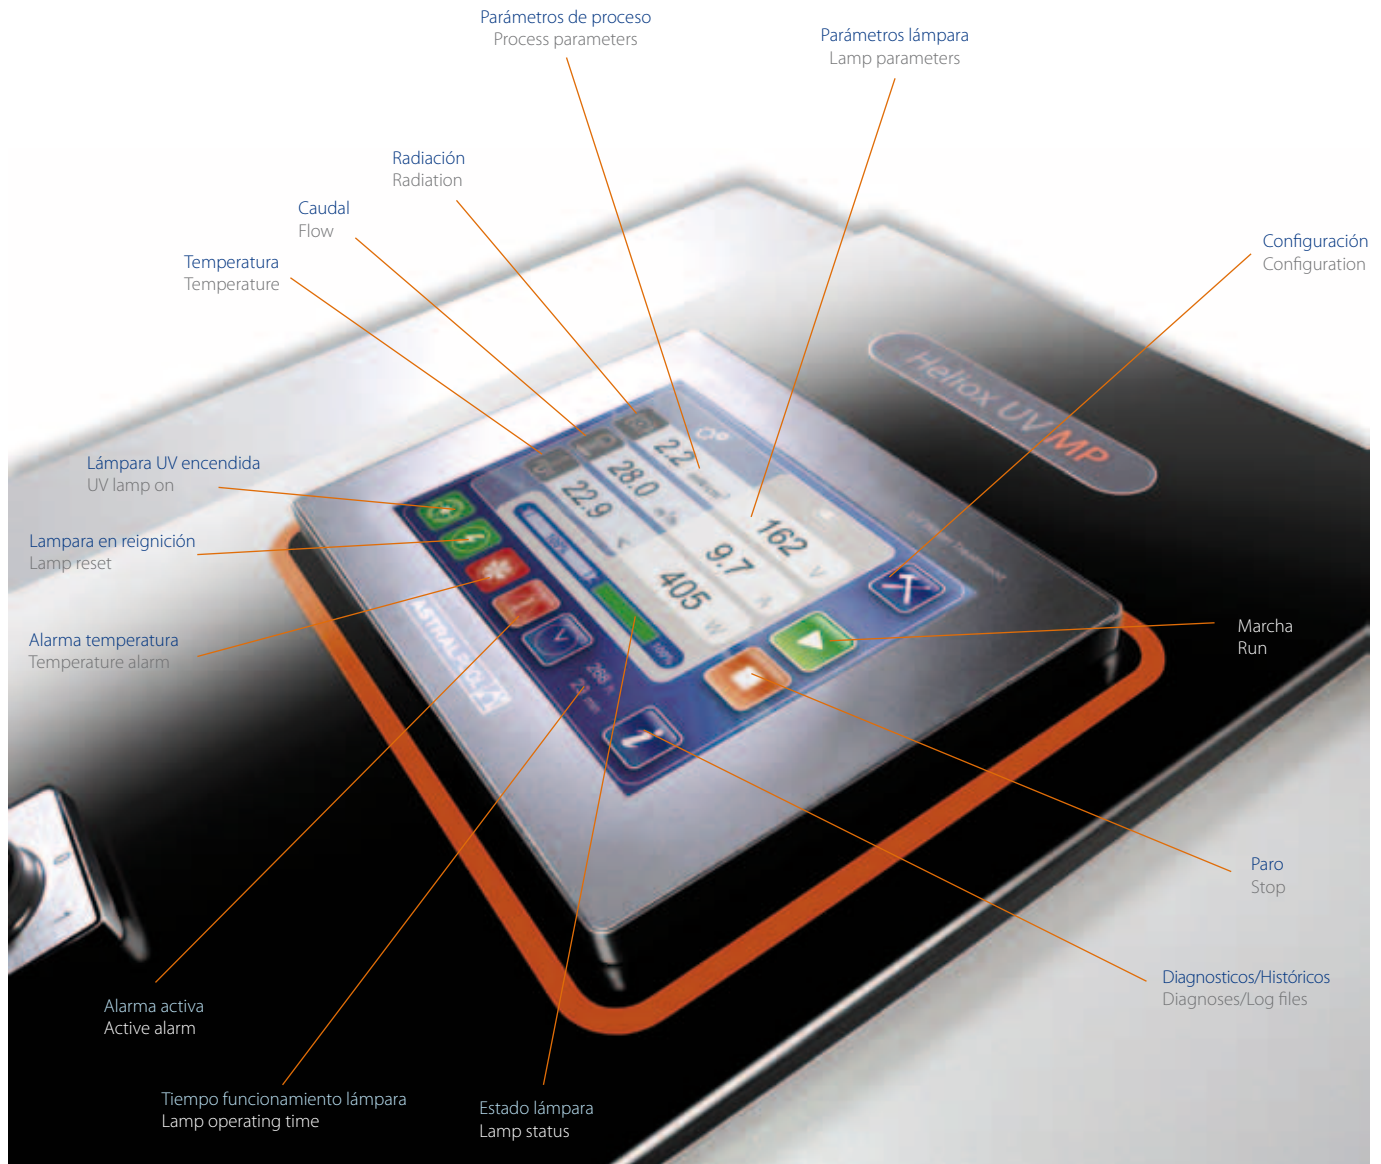 Parámetros de proceso
Process parameters
Parámetros lámpara
Lamp parameters
Radiación
Radiation
Caudal
Flow
Temperatura
Temperature
Configuración
Configuration
Heliox UV MP
Lámpara UV encendida
UV lamp on
Lampara en reignición
Lamp reset
Alarma temperatura
Temperature alarm
2.2
28.0
22.9
162 V
9.7 A
405 W
100%
100%
268 h
ASTRAL
i
Marcha
Run
Paro
Stop
Diagnosticos/Históricos
Diagnoses/Log files
Alarma activa
Active alarm
Tiempo funcionamiento lámpara
Lamp operating time
Estado lámpara
Lamp status